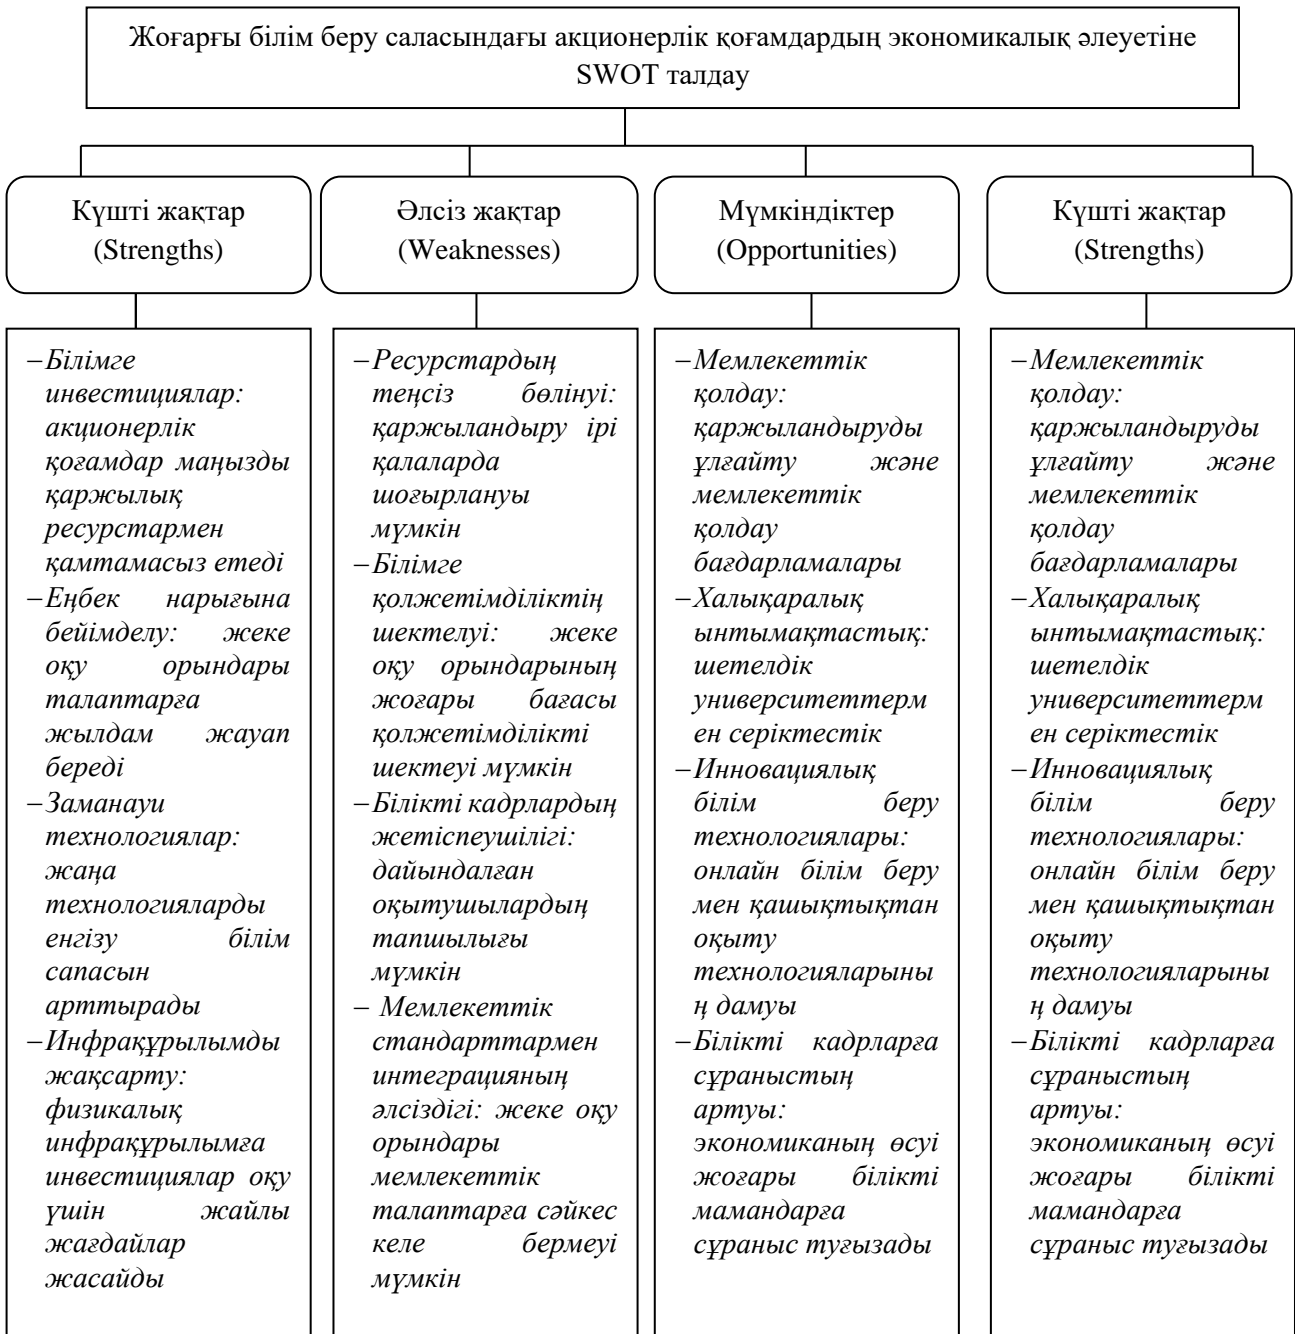 Жоғарғы білім беру саласындағы акционерлік қоғамдардың экономикалық әлеуетіне
SWOT талдау
Күшті жақтар
(Strengths)
Әлсіз жақтар
(Weaknesses)
Мүмкіндіктер
(Opportunities)
Күшті жақтар
(Strengths)
–Білімге
инвестициялар:
акционерлік
қоғамдар маңызды
қаржылық
ресурстармен
қамтамасыз етеді
–Еңбек нарығына
бейімделу: жеке
оқу орындары
талаптарға
жылдам жауап
береді
–Заманауи
технологиялар:
жаңа
технологияларды
енгізу білім
сапасын
арттырады
–Инфрақұрылымды
жақсарту:
физикалық
инфрақұрылымға
инвестициялар оқу
үшін жайлы
жағдайлар
жасайды
–Ресурстардың
теңсіз бөлінуі:
қаржыландыру ірі
қалаларда
шоғырлануы
мүмкін
–Білімге
қолжетімділіктің
шектелуі: жеке
оқу орындарының
жоғары бағасы
қолжетімділікті
шектеуі мүмкін
–Білікті кадрлардың
жетіспеушілігі:
дайындалған
оқытушылардың
тапшылығы
мүмкін
– Мемлекеттік
стандарттармен
интеграцияның
әлсіздігі: жеке оқу
орындары
мемлекеттік
талаптарға сәйкес
келе бермеуі
мүмкін
–Мемлекеттік
қолдау:
қаржыландыруды
ұлғайту және
мемлекеттік
қолдау
бағдарламалары
–Халықаралық
ынтымақтастық:
шетелдік
университеттерм
ен серіктестік
–Инновациялық
білім беру
технологиялары:
онлайн білім беру
мен қашықтықтан
оқыту
технологияларыны
ң дамуы
–Білікті кадрларға
сұраныстың
артуы:
экономиканың өсуі
жоғары білікті
мамандарға
сұраныс туғызады
–Мемлекеттік
қолдау:
қаржыландыруды
ұлғайту және
мемлекеттік
қолдау
бағдарламалары
–Халықаралық
ынтымақтастық:
шетелдік
университеттерм
ен серіктестік
–Инновациялық
білім беру
технологиялары:
онлайн білім беру
мен қашықтықтан
оқыту
технологияларыны
ң дамуы
–Білікті кадрларға
сұраныстың
артуы:
экономиканың өсуі
жоғары білікті
мамандарға
сұраныс туғызады